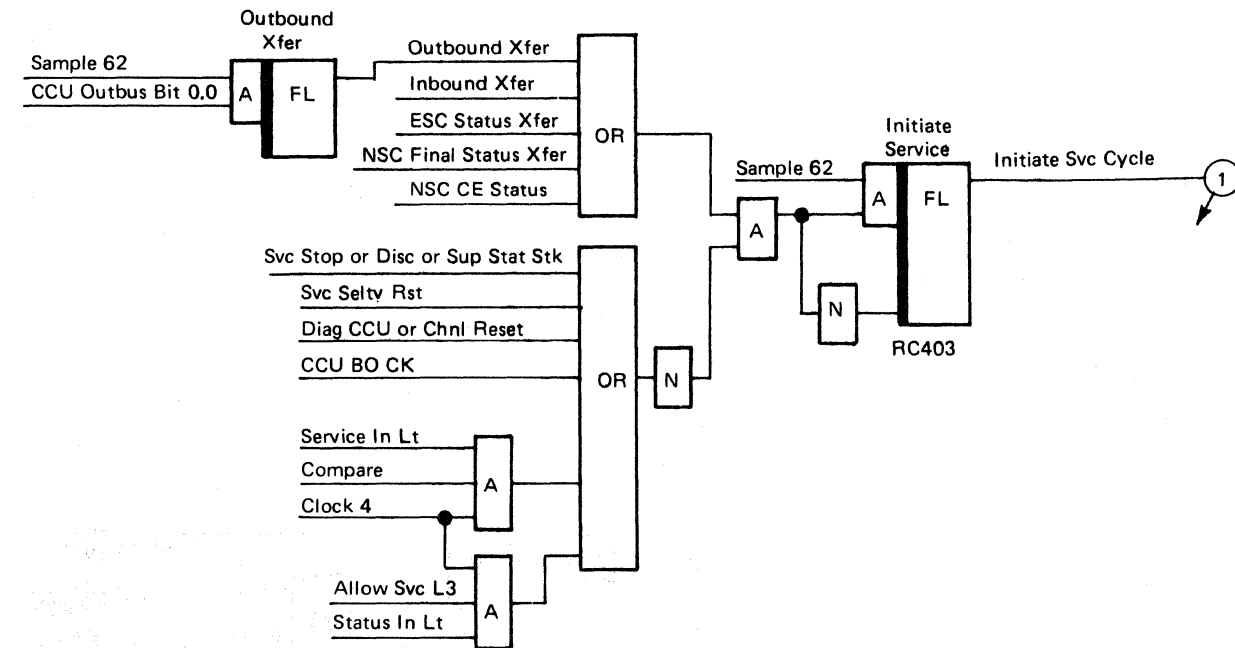 Outbound
Xfer
Sample 62
CCU Outbus Bit 0.0
A
FL
Outbound Xfer
Inbound Xfer
ESC Status Xfer
NSC Final Status Xfer
NSC CE Status
OR
Svc Stop or Disc or Sup Stat Stk
Svc Seltv Rst
Diag CCU or Chnl Reset
CCU BO CK
OR
N
Service In Lt
Compare
Clock 4
A
Allow Svc L3
Status In Lt
A
A
Sample 62
Initiate
Service
A
FL
N
RC403
Initiate Svc Cycle
1